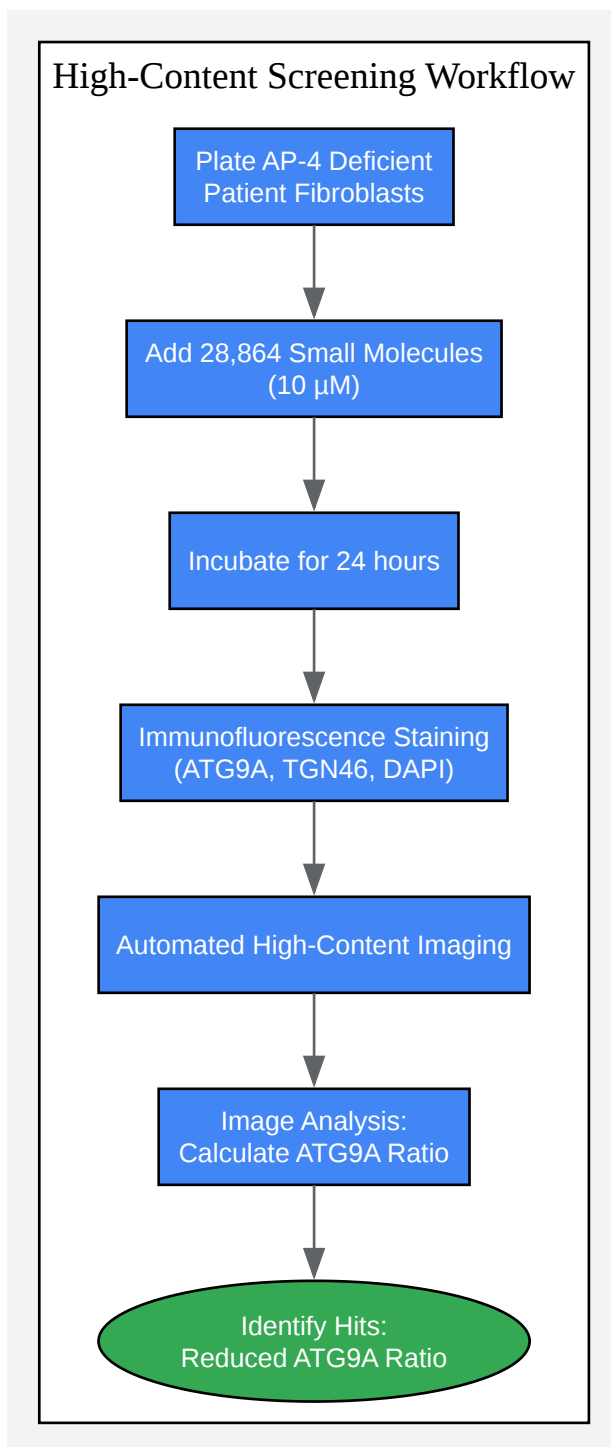 High-Content Screening Workflow
Plate AP-4 Deficient
Patient Fibroblasts
Add 28,864 Small Molecules
(10 µM)
Incubate for 24 hours
Immunofluorescence Staining
(ATG9A, TGN46, DAPI)
Automated High-Content Imaging
Image Analysis:
Calculate ATG9A Ratio
Identify Hits:
Reduced ATG9A Ratio